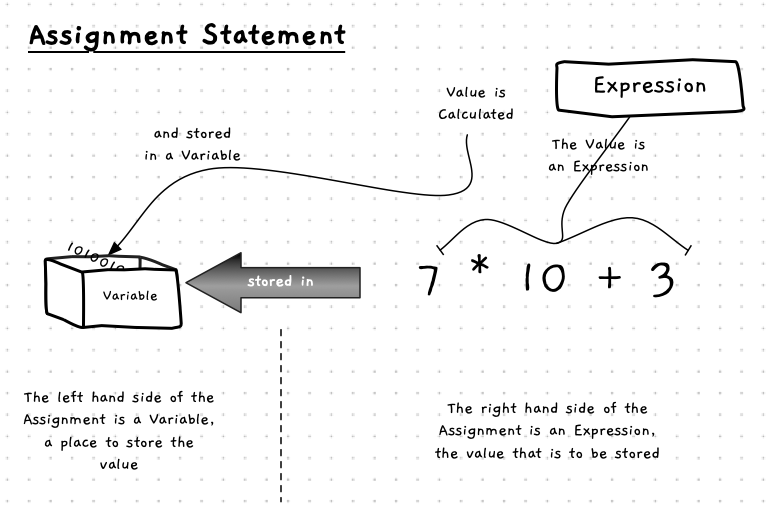 Assignment Statement
Expression
Value is
Calculated
and stored
in a Variable
The Value is
an Expression
1010010
Variable
stored in
7 * 10 + 3
The left hand side of the
Assignment is a Variable,
a place to store the
value
The right hand side of the
Assignment is an Expression,
the value that is to be stored